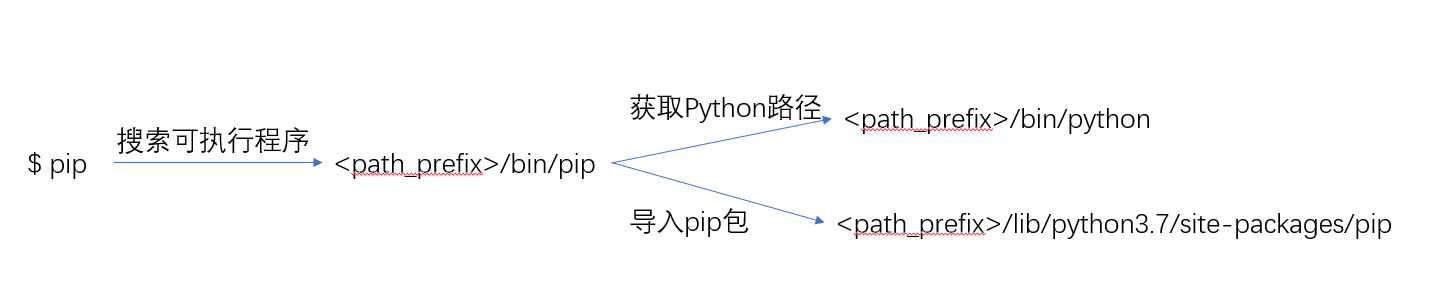 $ pip
搜索可执行程序
<path_prefix>/bin/pip
获取Python路径
<path_prefix>/bin/python
导入pip包
<path_prefix>/lib/python3.7/site-packages/pip